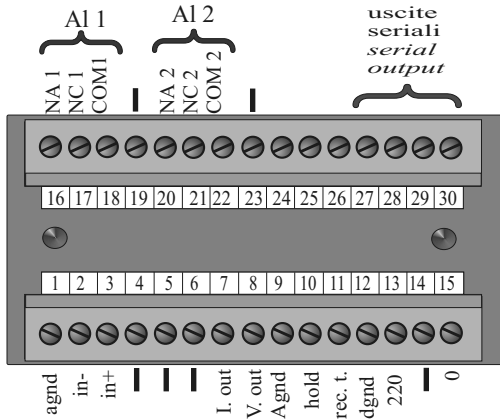 Al 1
Al 2
uscite
seriali
serial
output
NA 1
NC 1
COM1
NA 2
NC 2
COM 2
16 17 18 19 20 21 22 23 24 25 26 27 28 29 30
1 2 3 4 5 6 7 8 9 10 11 12 13 14 15
agnd
in-
in+
I. out
V. out
Agnd
hold
rec. t.
dgnd
220
0